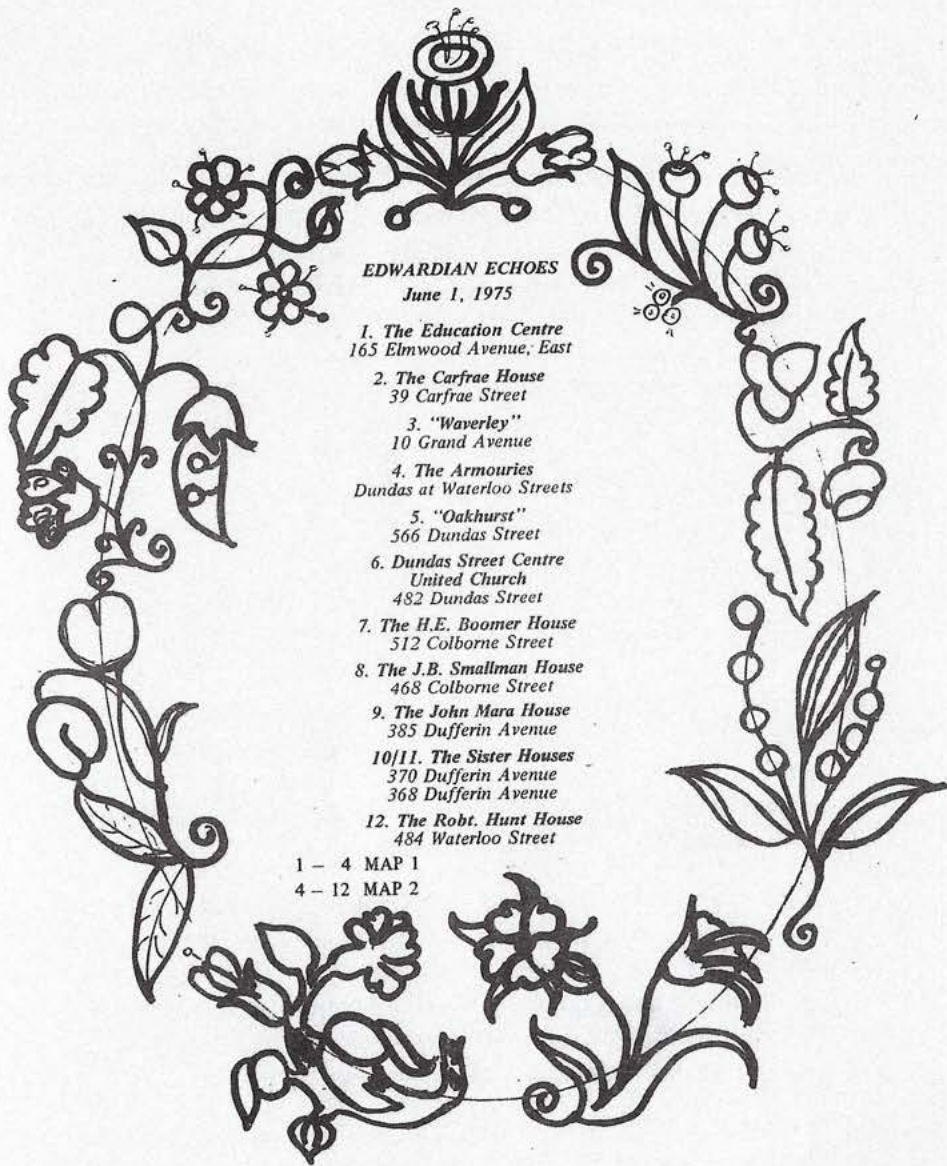 EDWARDIAN ECHOES
June 1, 1975
1. The Education Centre
165 Elmwood Avenue, East
2. The Carfrae House
39 Carfrae Street
3. "Waverley"
10 Grand Avenue
4. The Armouries
Dundas at Waterloo Streets
5. "Oakhurst"
566 Dundas Street
6. Dundas Street Centre
United Church
482 Dundas Street
7. The H.E. Boomer House
512 Colborne Street
8. The J.B. Smallman House
468 Colborne Street
9. The John Mara House
385 Dufferin Avenue
10/11. The Sister Houses
370 Dufferin Avenue
368 Dufferin Avenue
12. The Robt. Hunt House
484 Waterloo Street
1 – 4 MAP 1
4 – 12 MAP 2